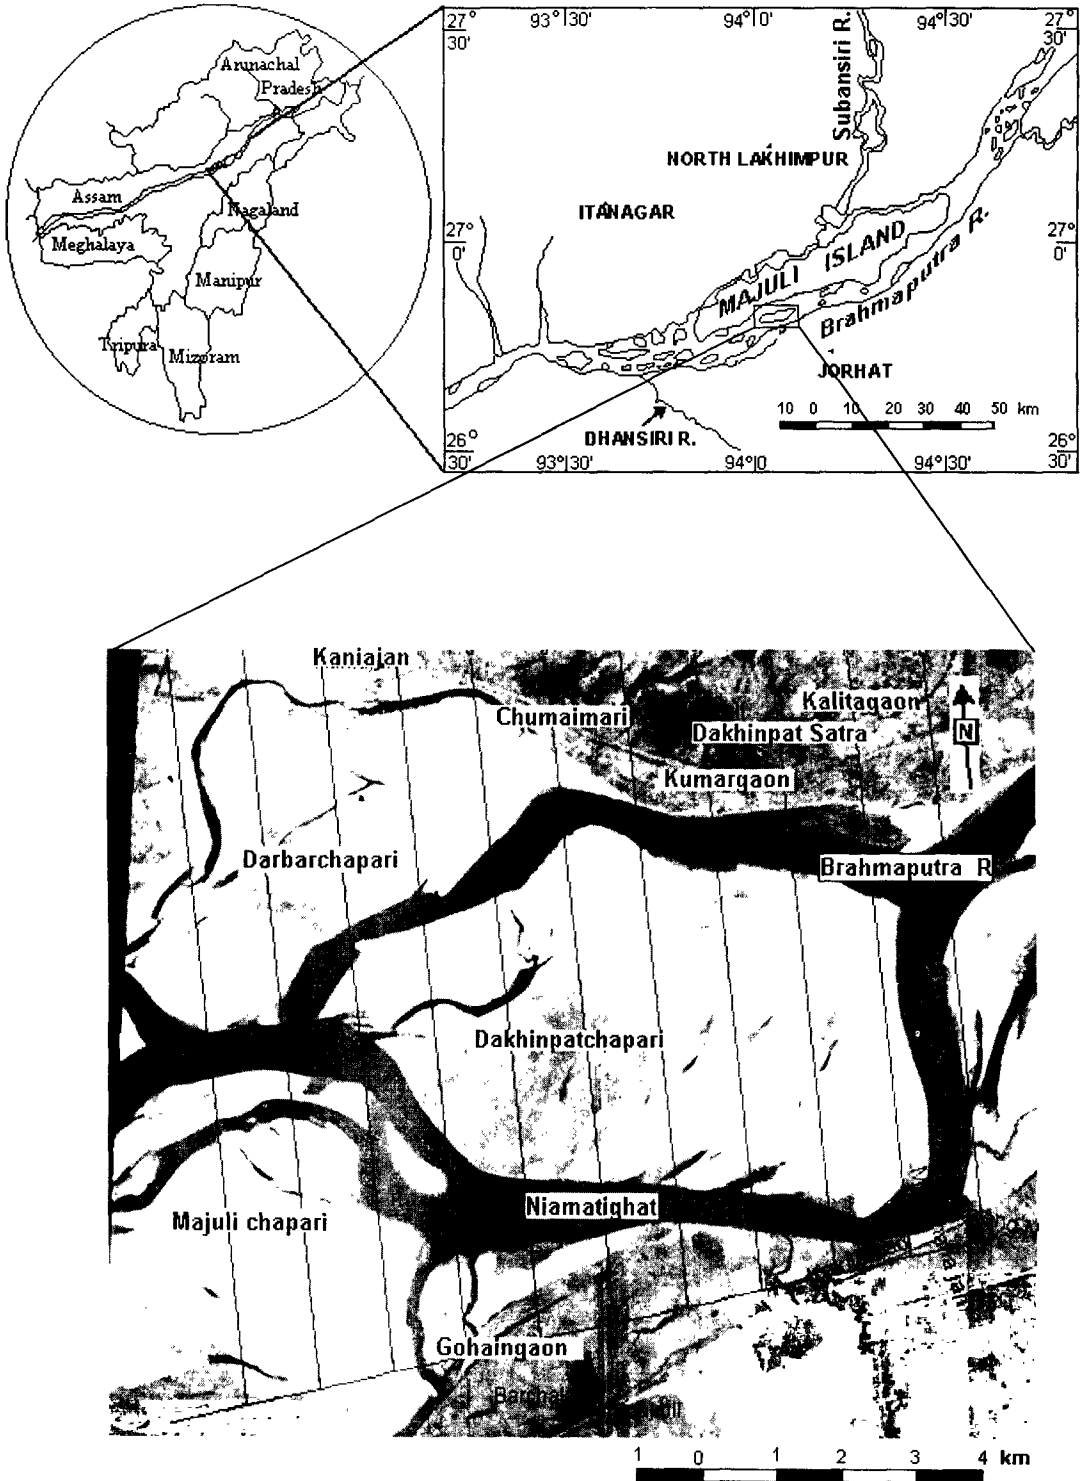 Arunachal
Pradesh
Assam
Meghalaya
Nagaland
Manipur
Tripura
Mizoram
27°
30'
93°30'
94°0'
94°30'
27°
30'
Subansiri R.
NORTH LAKHIMPUR
ITANAGAR
27°
0'
27°
0'
MAJULI ISLAND
Brahmaputra R.
JORHAT
10 0 10 20 30 40 50 km
DHANSIRI R.
26°
30'
93°30'
94°0'
94°30'
26°
30'
Kaniajan
Kalitagaon
Chumaimari
Dakhinpat Satra
N
Kumargaon
Darbarchapari
Brahmaputra R
Dakhinpatchapari
Niamatighat
Majuli chapari
Gohaingaon
1 0 1 2 3 4 km